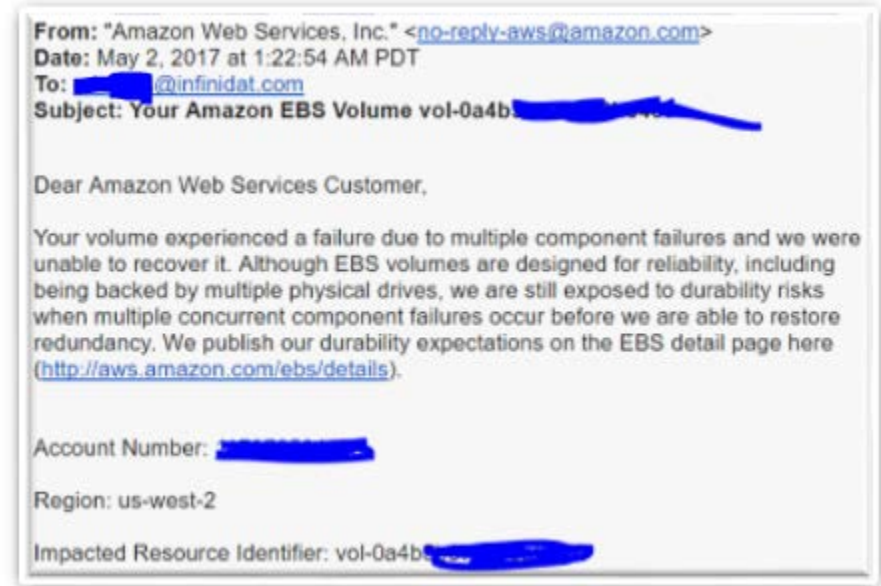 From: "Amazon Web Services, Inc." <no-reply-aws@amazon.com>
Date: May 2, 2017 at 1:22:54 AM PDT
To: @infinidat.com
Subject: Your Amazon EBS Volume vol-0a4b
Dear Amazon Web Services Customer,
Your volume experienced a failure due to multiple component failures and we were
unable to recover it. Although EBS volumes are designed for reliability, including
being backed by multiple physical drives, we are still exposed to durability risks
when multiple concurrent component failures occur before we are able to restore
redundancy. We publish our durability expectations on the EBS detail page here
(http://aws.amazon.com/ebs/details).
Account Number:
Region: us-west-2
Impacted Resource Identifier: vol-0a4b